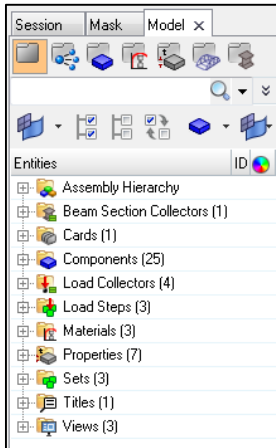 Session Mask Model
Entities ID
Assembly Hierarchy
Beam Section Collectors (1)
Cards (1)
Components (25)
Load Collectors (4)
Load Steps (3)
Materials (3)
Properties (7)
Sets (3)
Titles (1)
Views (3)